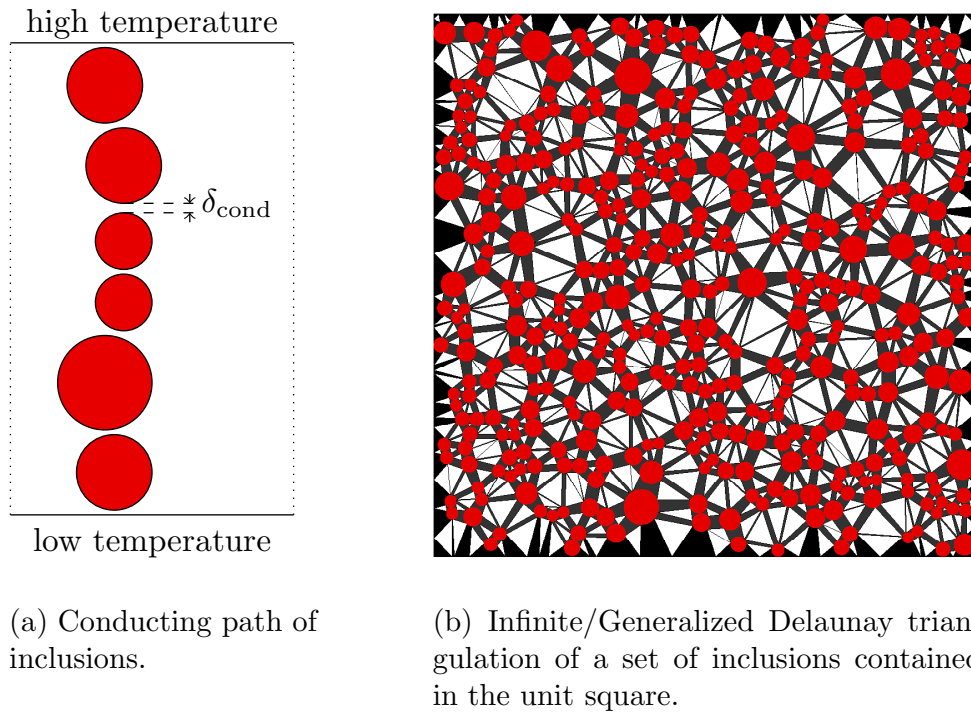 high temperature
δcond
low temperature
(a) Conducting path of
inclusions.
(b) Infinite/Generalized Delaunay trian-
gulation of a set of inclusions contained
in the unit square.